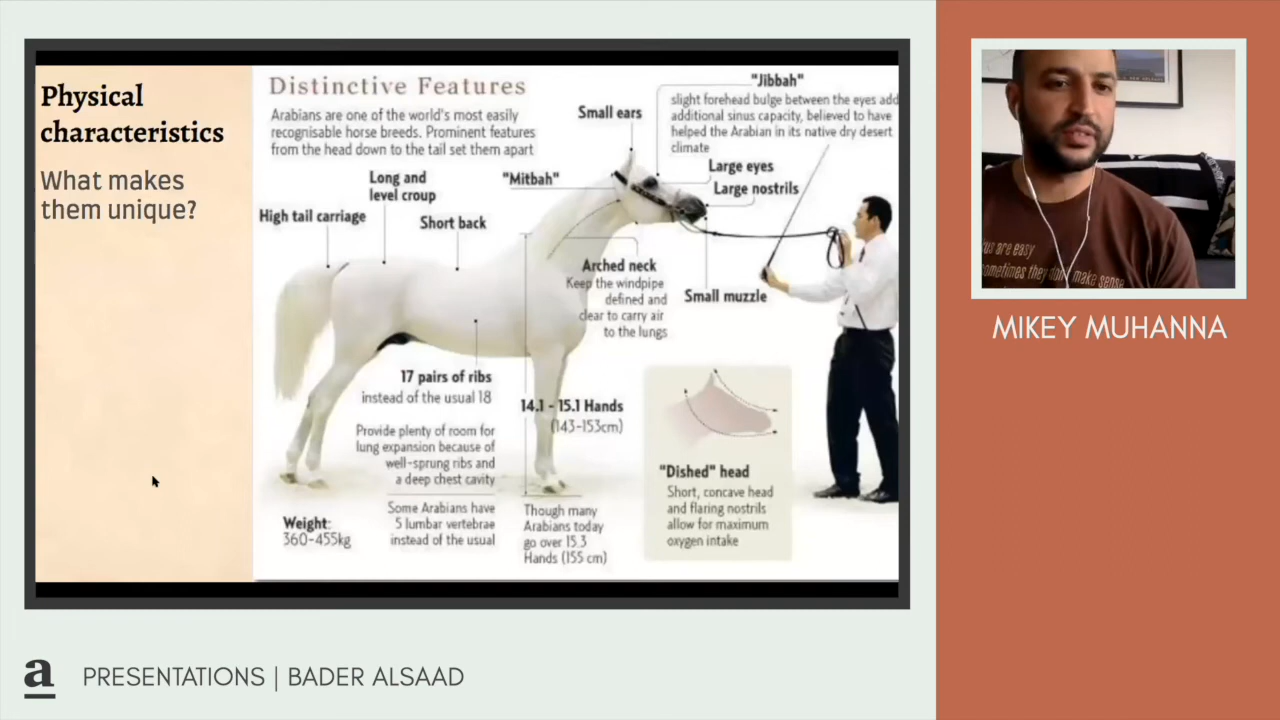 Physical
characteristics
What makes
them unique?
Distinctive Features
Arabians are one of the world's most easily
recognisable horse breeds. Prominent features
from the head down to the tail set them apart
"Jibbah"
slight forehead bulge between the eyes add
additional sinus capacity, believed to have
helped the Arabian in its native dry desert
climate
Small ears
"Mitbah"
Large eyes
Large nostrils
Long and
level croup
High tail carriage
Short back
Arched neck
Keep the windpipe
defined and
clear to carry air
to the lungs
Small muzzle
17 pairs of ribs
instead of the usual 18
Provide plenty of room for
lung expansion because of
well-sprung ribs and
a deep chest cavity
Some Arabians have
5 lumbar vertebrae
instead of the usual
14.1 - 15.1 Hands
(143-153cm)
Though many
Arabians today
go over 15.3
Hands (155 cm)
Weight:
360-455kg
"Dished" head
Short, concave head
and flaring nostrils
allow for maximum
oxygen intake
us are easy
sometimes they don't make sense
MIKEY MUHANNA
a PRESENTATIONS | BADER ALSAAD